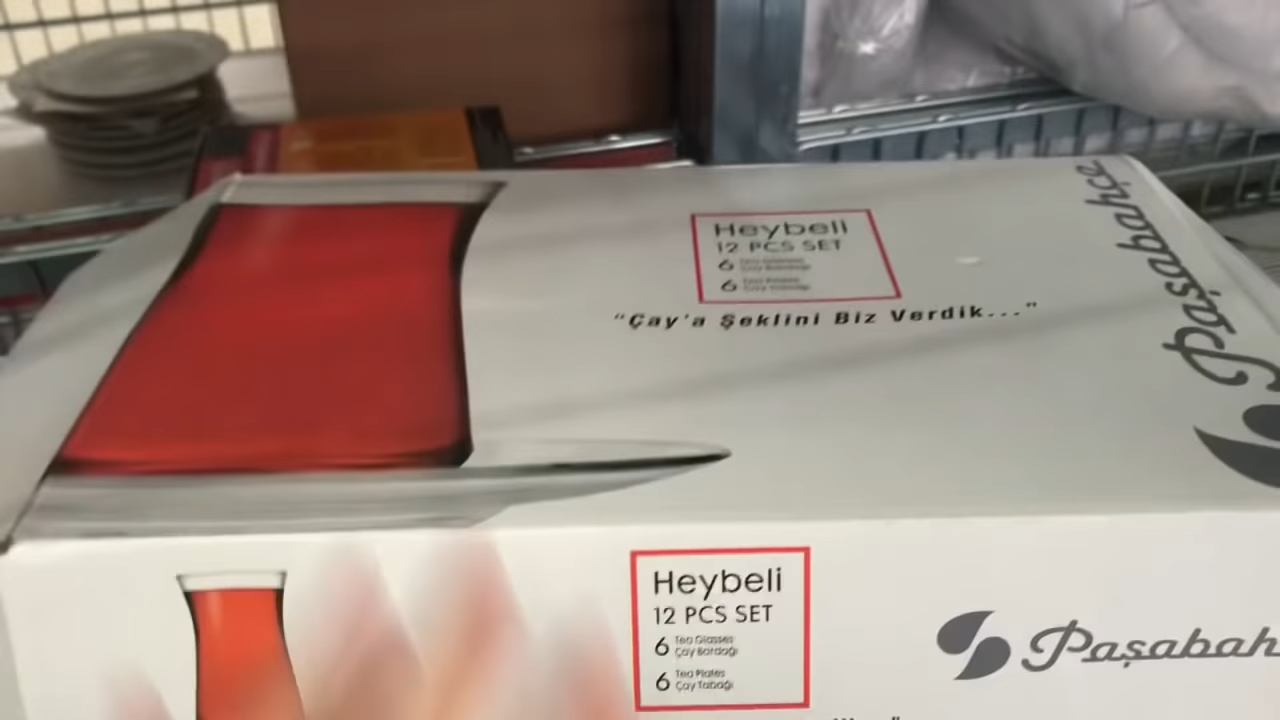 Heybeli
12 PCS SET
6
6
"Çay'a Şeklini Biz Verdik..."
Paşabahçe
Heybeli
12 PCS SET
6 Tea Glasses
Çay Bardağı
6 Tea Plates
Çay Tabağı
Paşabah